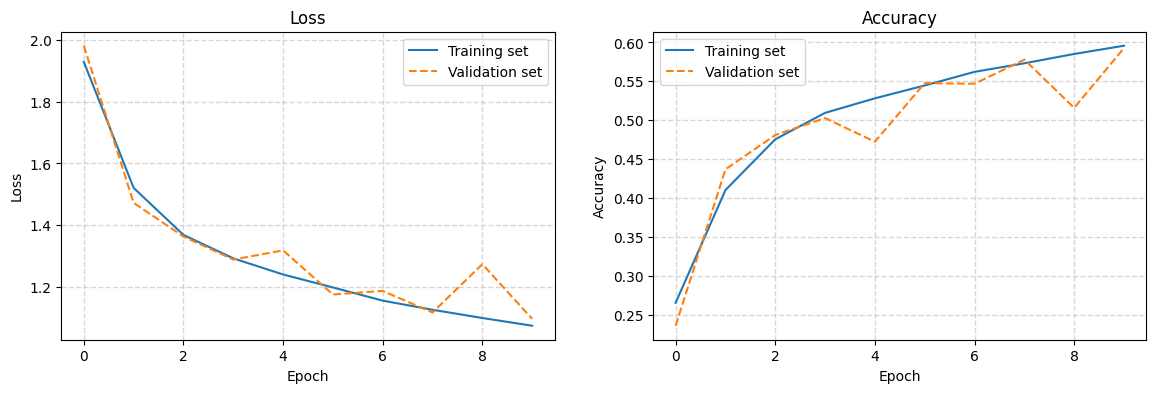 Loss
Training set
Validation set
2.0
1.8
1.6
1.4
1.2
Loss
0
2
4
6
8
Epoch
Accuracy
Training set
Validation set
0.60
0.55
0.50
0.45
0.40
0.35
0.30
0.25
Accuracy
0
2
4
6
8
Epoch